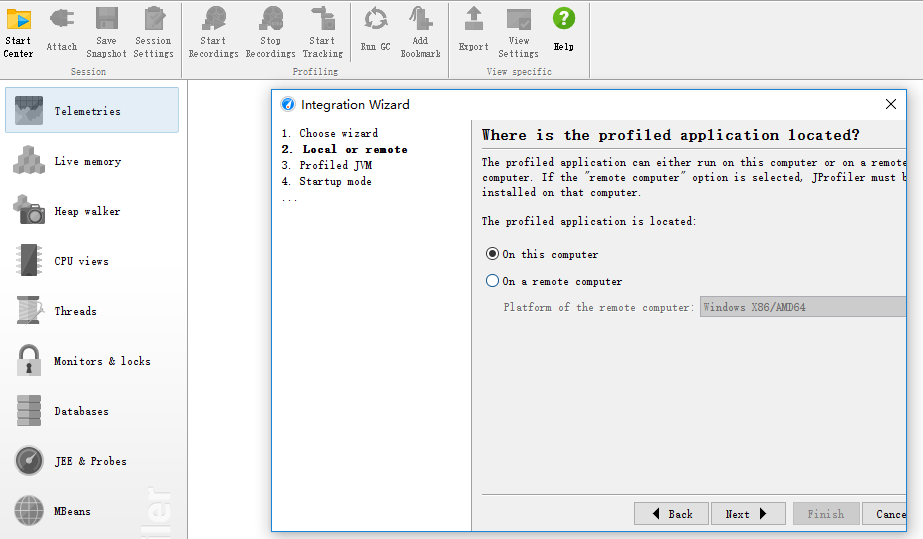 Start Center
Attach
Save Snapshot
Session Settings
Start Recordings
Stop Recordings
Start Tracking
Run GC
Add Bookmark
Export
View Settings
Help
Session
Profiling
View specific
Telemetries
Live memory
Heap walker
CPU views
Threads
Monitors & locks
Databases
JEE & Probes
MBeans
iler
Integration Wizard
1. Choose wizard
2. Local or remote
3. Profiled JVM
4. Startup mode
...
Where is the profiled application located?
The profiled application can either run on this computer or on a remote
computer. If the "remote computer" option is selected, JProfiler must b
installed on that computer.
The profiled application is located:
On this computer
On a remote computer
Platform of the remote computer: Windows X86/AMD64
Back
Next
Finish
Cance